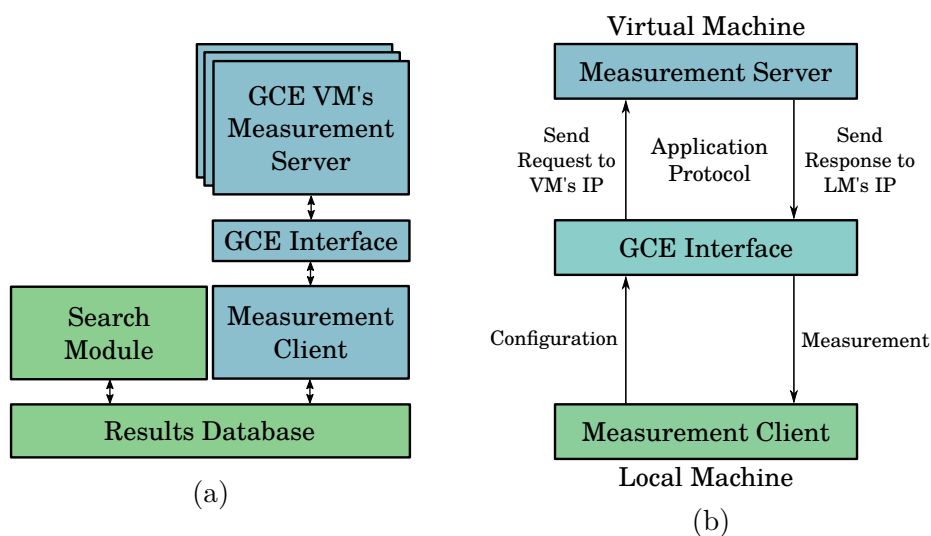 GCE VM's
Measurement
Server
GCE Interface
Search
Module
Measurement
Client
Results Database
(a)
Virtual Machine
Measurement Server
Send
Request to
VM's IP
Application
Protocol
Send
Response to
LM's IP
GCE Interface
Configuration
Measurement
Measurement Client
Local Machine
(b)